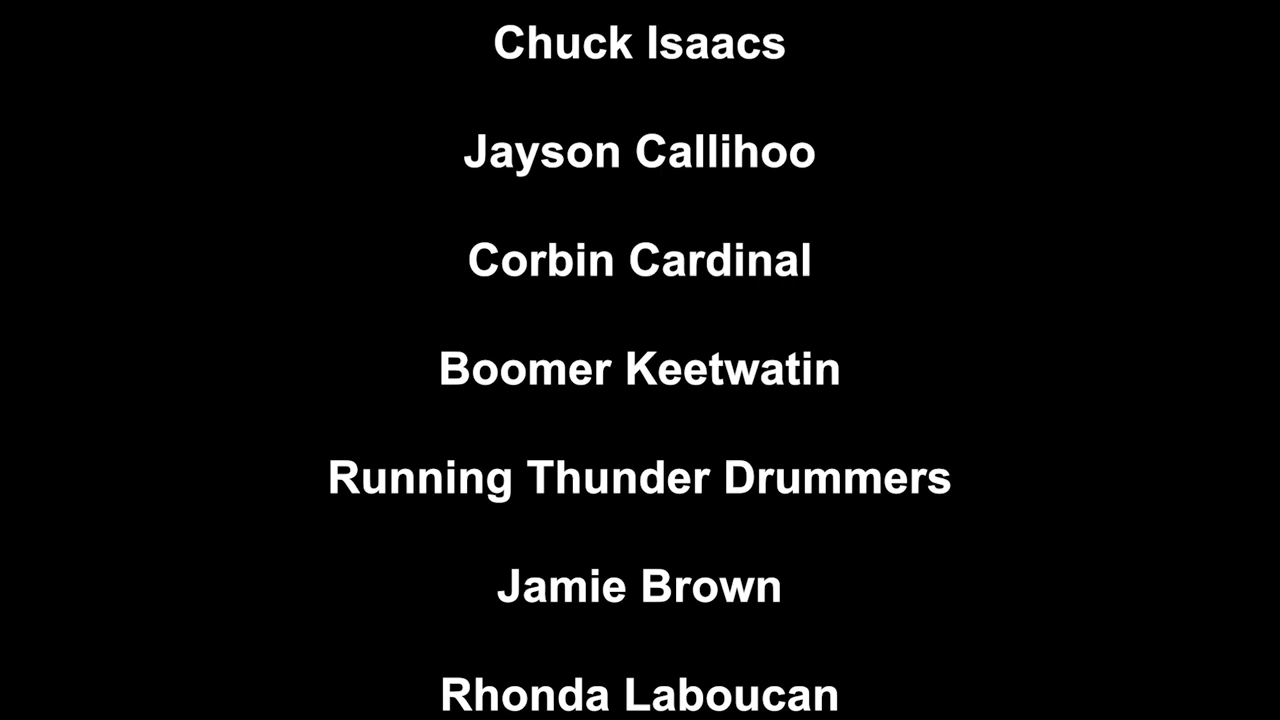 Chuck Isaacs
Jayson Callihoo
Corbin Cardinal
Boomer Keetwatin
Running Thunder Drummers
Jamie Brown
Rhonda Laboucan